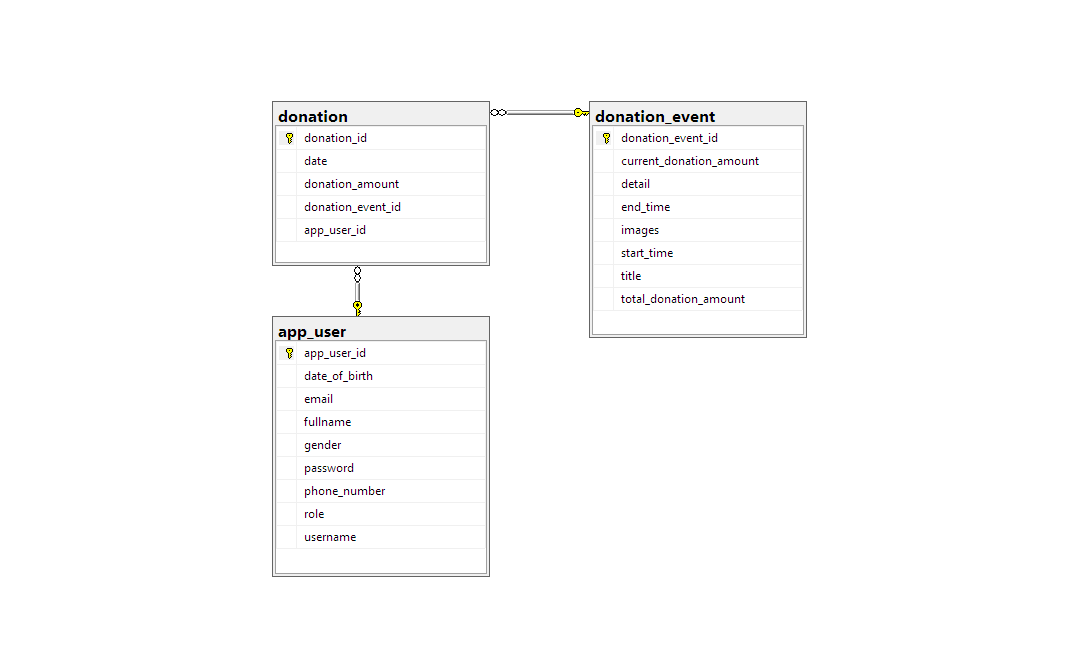 donation
donation_id
date
donation_amount
donation_event_id
app_user_id
donation_event
donation_event_id
current_donation_amount
detail
end_time
images
start_time
title
total_donation_amount
app_user
app_user_id
date_of_birth
email
fullname
gender
password
phone_number
role
username